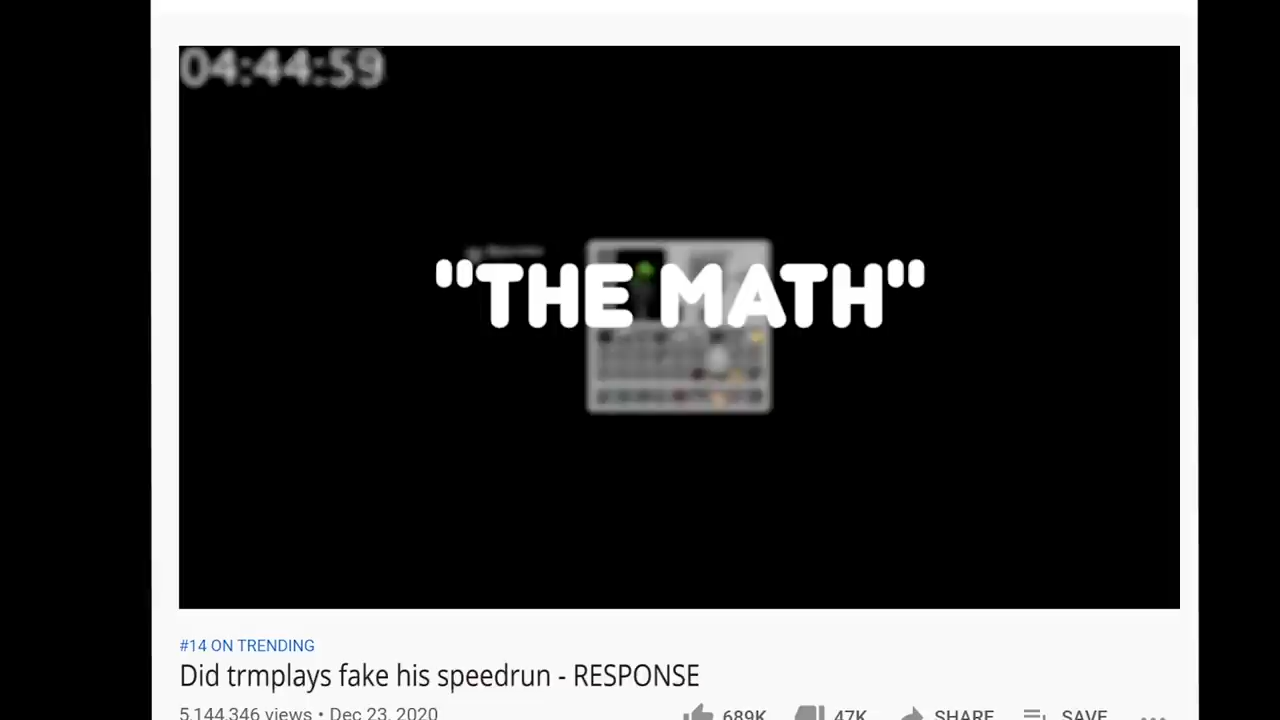 04:44:59
"THE MATH"
#14 ON TRENDING
Did trmplays fake his speedrun - RESPONSE
5,144,346 views • Dec 23, 2020 689K 47K SHARE SAVE